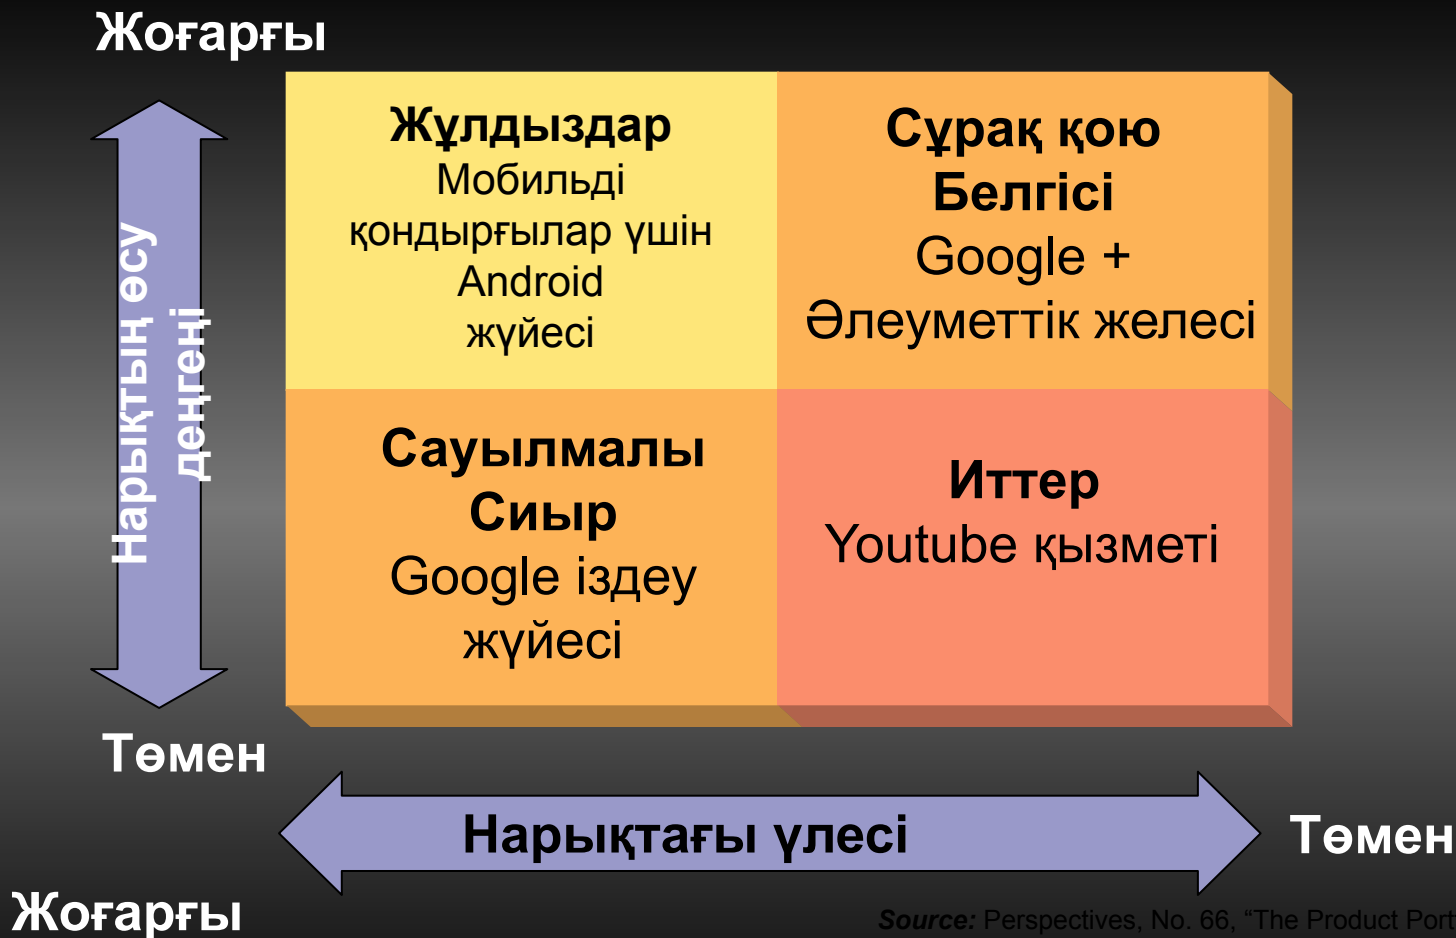 Жоғарғы
Жұлдыздар
Мобильді
қондырғылар үшін
Android
жүйесі
Сұрақ қою
Белгісі
Google +
Әлеуметтік желесі
Нарықтың өсу
деңгеңі
Сауылмалы
Сиыр
Google іздеу
жүйесі
Иттер
Youtube қызметі
Төмен
Нарықтағы үлесі
Төмен
Жоғарғы
Source: Perspectives, No. 66, “The Product Port